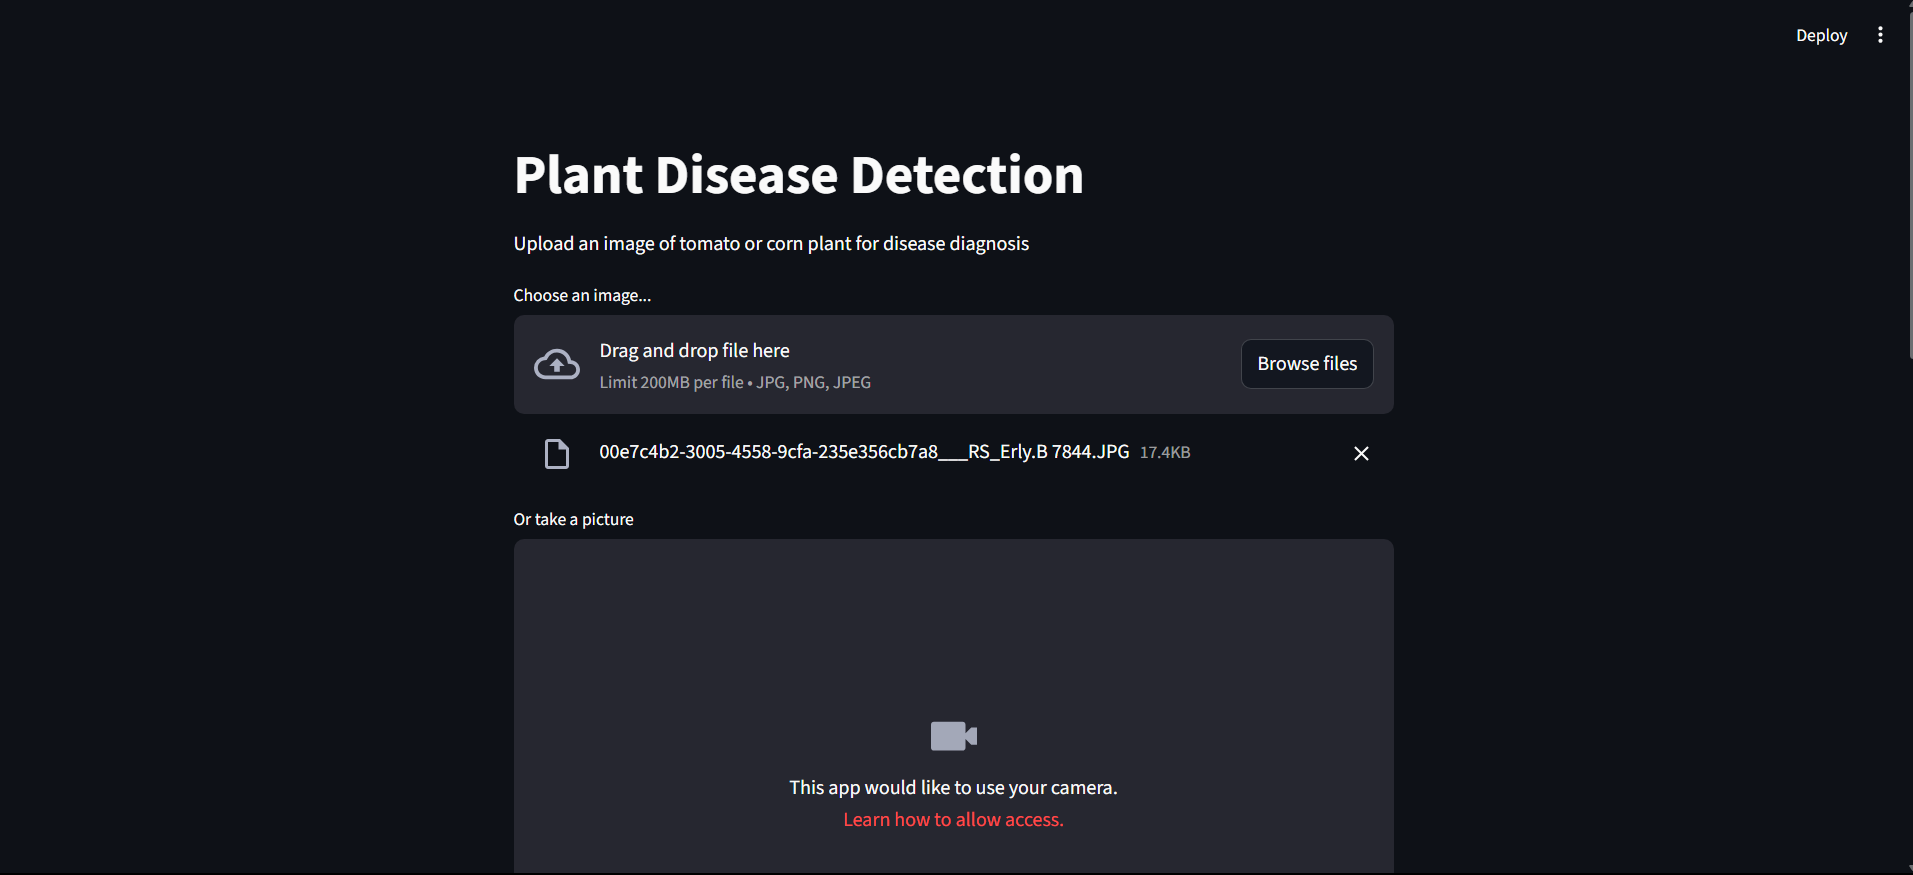 Deploy
Plant Disease Detection
Upload an image of tomato or corn plant for disease diagnosis
Choose an image...
Drag and drop file here
Limit 200MB per file • JPG, PNG, JPEG
Browse files
00e7c4b2-3005-4558-9cfa-235e356cb7a8___RS_Erly.B 7844.JPG 17.4KB
Or take a picture
This app would like to use your camera.
Learn how to allow access.